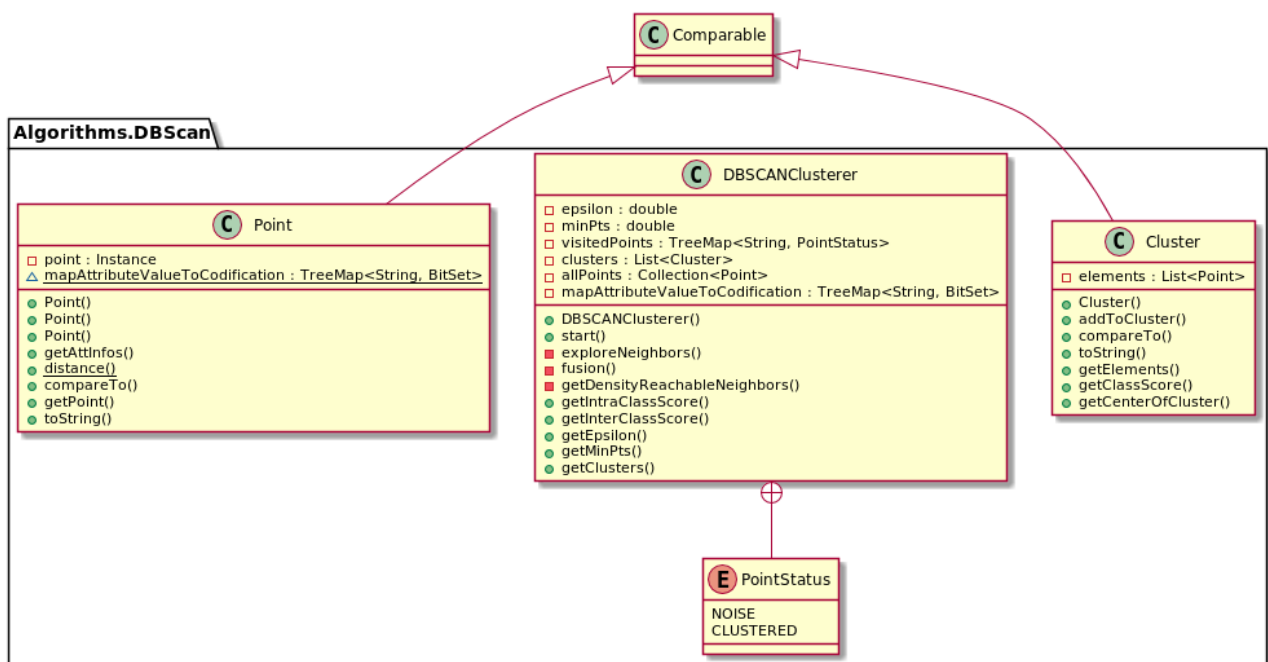 C Comparable
Algorithms.DBScan
C Point
point : Instance
mapAttributeValueToCodification : TreeMap<String, BitSet>
Point()
Point()
Point()
getAttInfos()
distance()
compareTo()
getPoint()
toString()
C DBSCANClusterer
epsilon : double
minPts : double
visitedPoints : TreeMap<String, PointStatus>
clusters : List<Cluster>
allPoints : Collection<Point>
mapAttributeValueToCodification : TreeMap<String, BitSet>
DBSCANClusterer()
start()
exploreNeighbors()
fusion()
getDensityReachableNeighbors()
getIntraClassScore()
getInterClassScore()
getEpsilon()
getMinPts()
getClusters()
C Cluster
elements : List<Point>
Cluster()
addToCluster()
compareTo()
toString()
getElements()
getClassScore()
getCenterOfCluster()
E PointStatus
NOISE
CLUSTERED